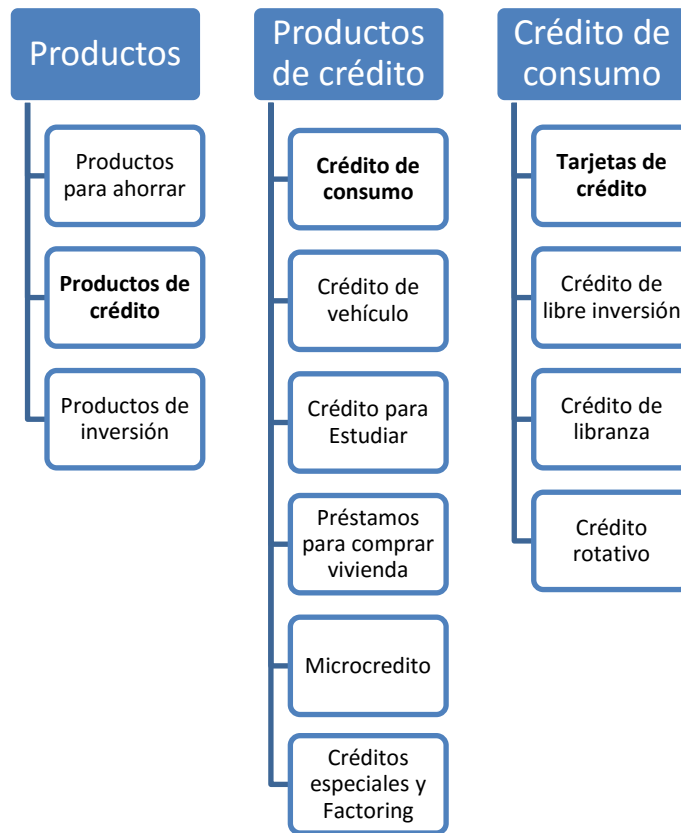 Productos
Productos
para ahorrar
Productos de
crédito
Productos de
inversión
Productos
de crédito
Crédito de
consumo
Crédito de
vehículo
Crédito para
Estudiar
Préstamos
para comprar
vivienda
Microcredito
Créditos
especiales y
Factoring
Crédito de
consumo
Tarjetas de
crédito
Crédito de
libre inversión
Crédito de
libranza
Crédito
rotativo